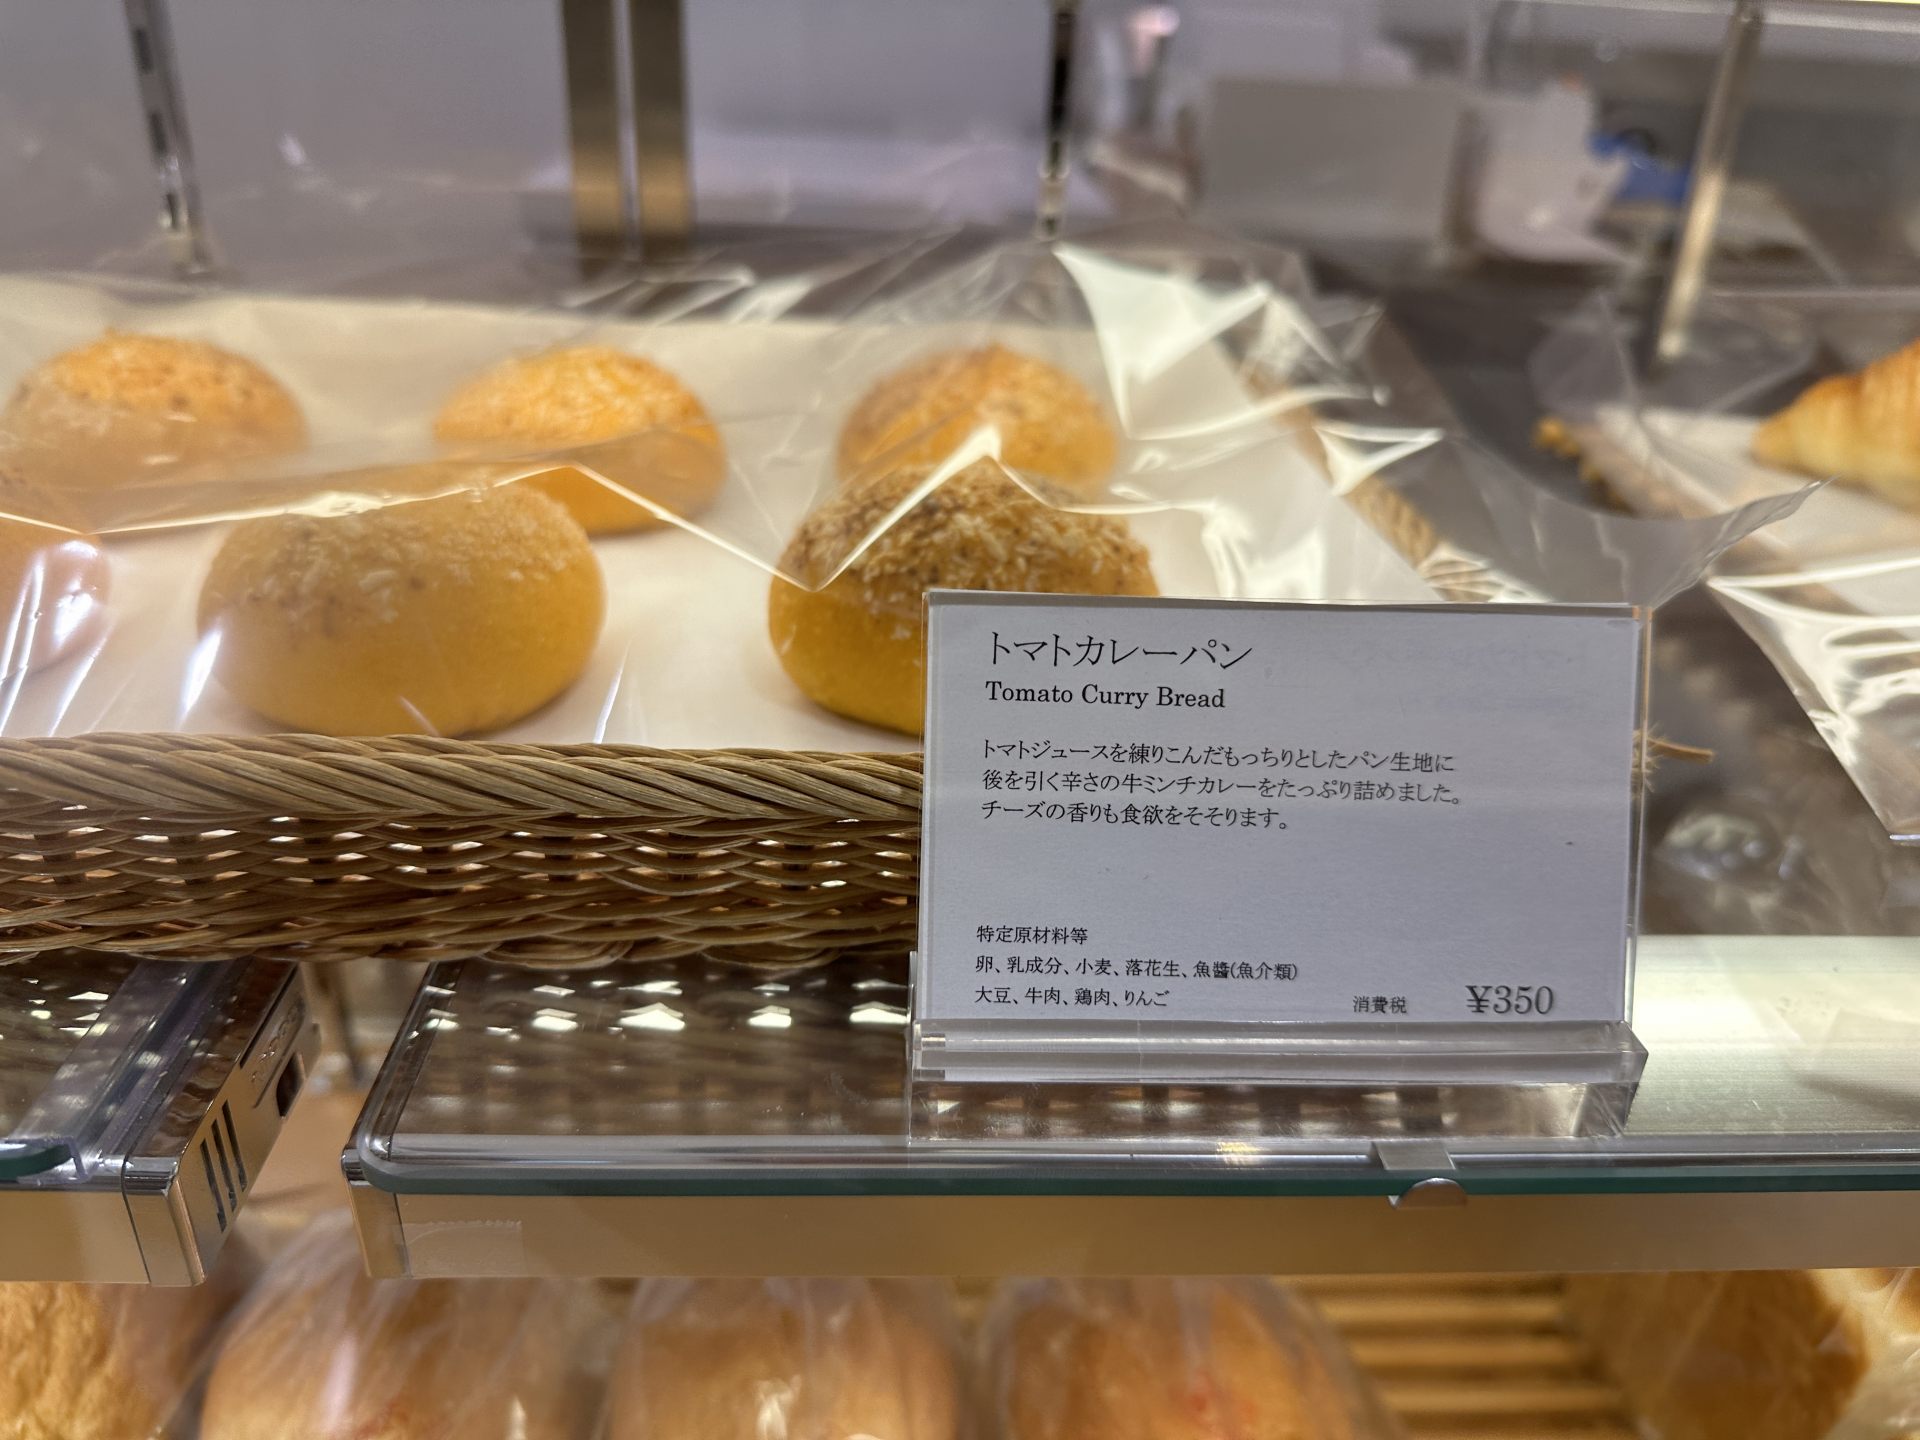 トマトカレーパン
Tomato Curry Bread
トマトジュースを練りこんだもっちりとしたパン生地に
後を引く辛さの牛ミンチカレーをたっぷり詰めました。
チーズの香りも食欲をそそります。
特定原材料等
卵、乳成分、小麦、落花生、魚醬(魚介類)
大豆、牛肉、鶏肉、りんご
消費税 ¥350